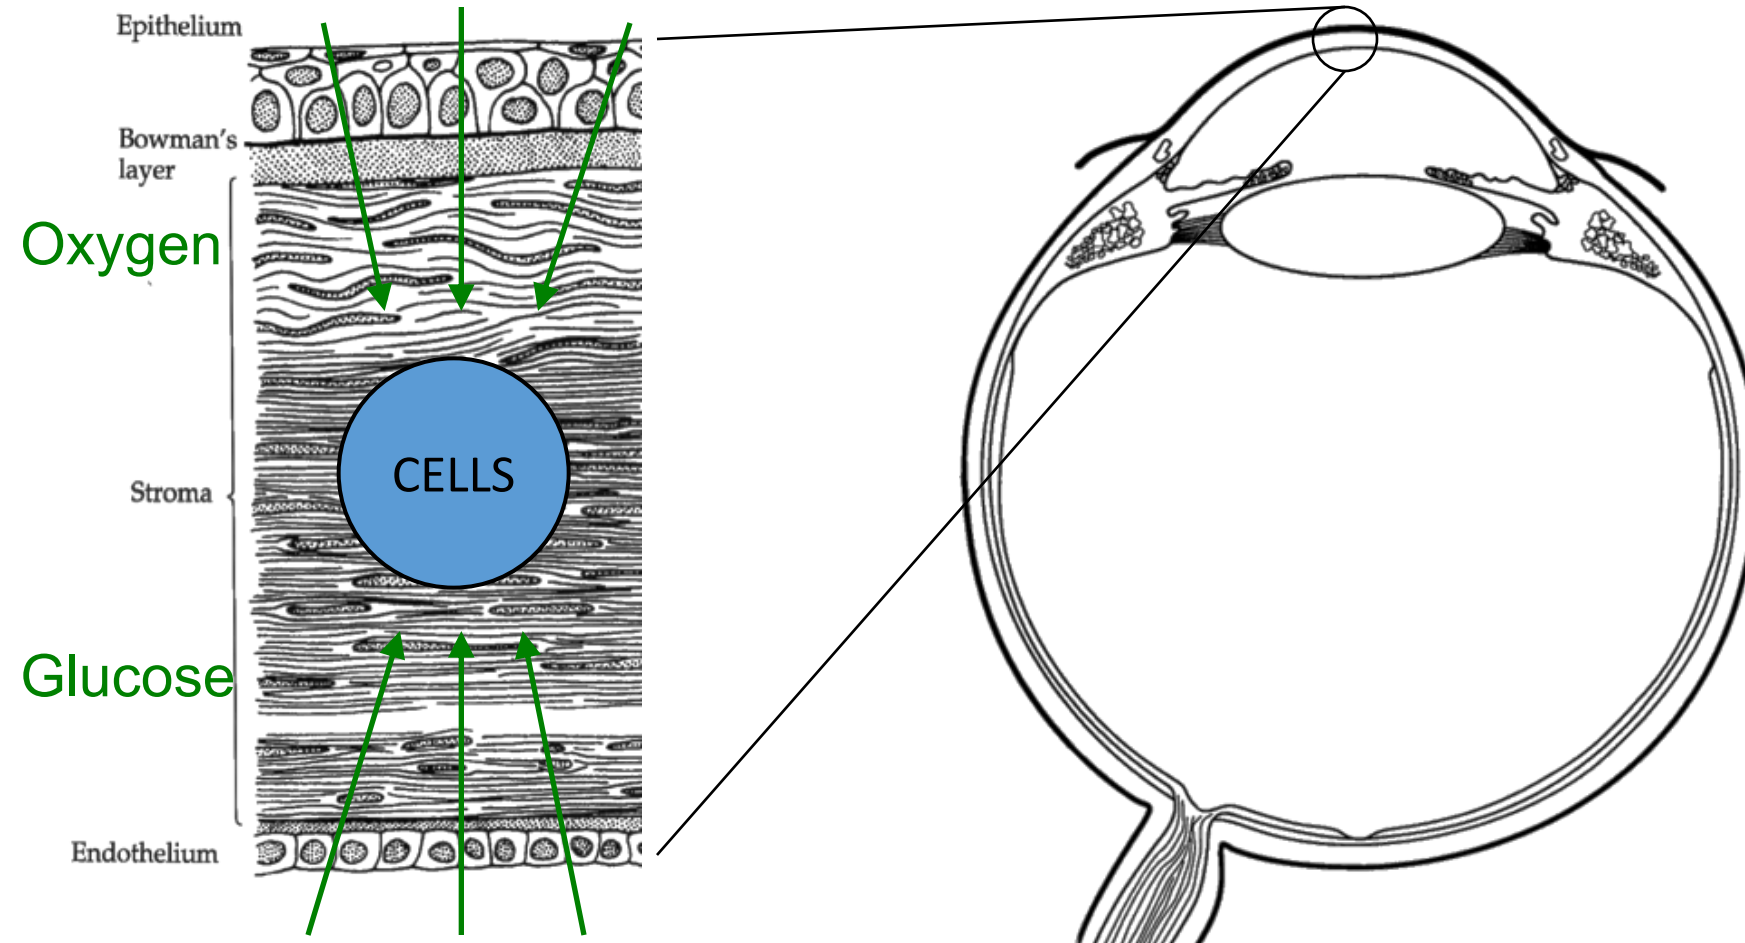 Epithelium
Bowman's
layer
Oxygen
CELLS
Stroma
Glucose
Endothelium